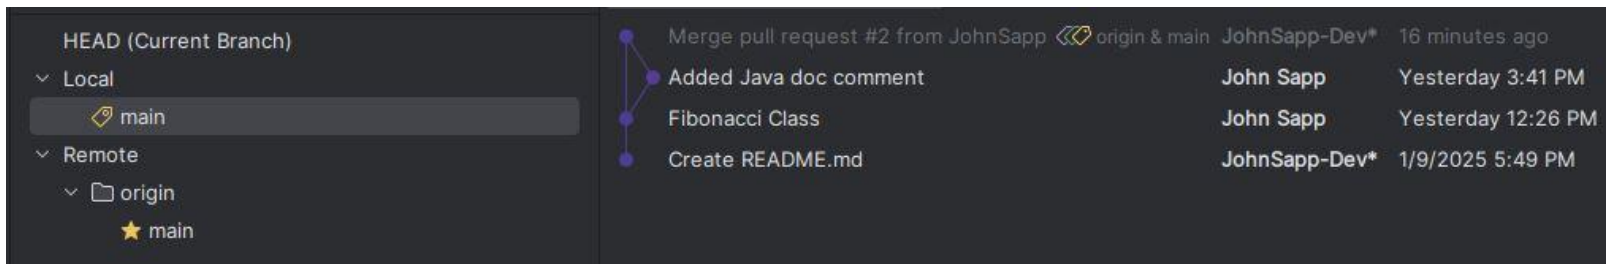 HEAD (Current Branch)
Local
main
Remote
origin
main
Merge pull request #2 from JohnSapp origin & main JohnSapp-Dev* 16 minutes ago
Added Java doc comment John Sapp Yesterday 3:41 PM
Fibonacci Class John Sapp Yesterday 12:26 PM
Create README.md JohnSapp-Dev* 1/9/2025 5:49 PM